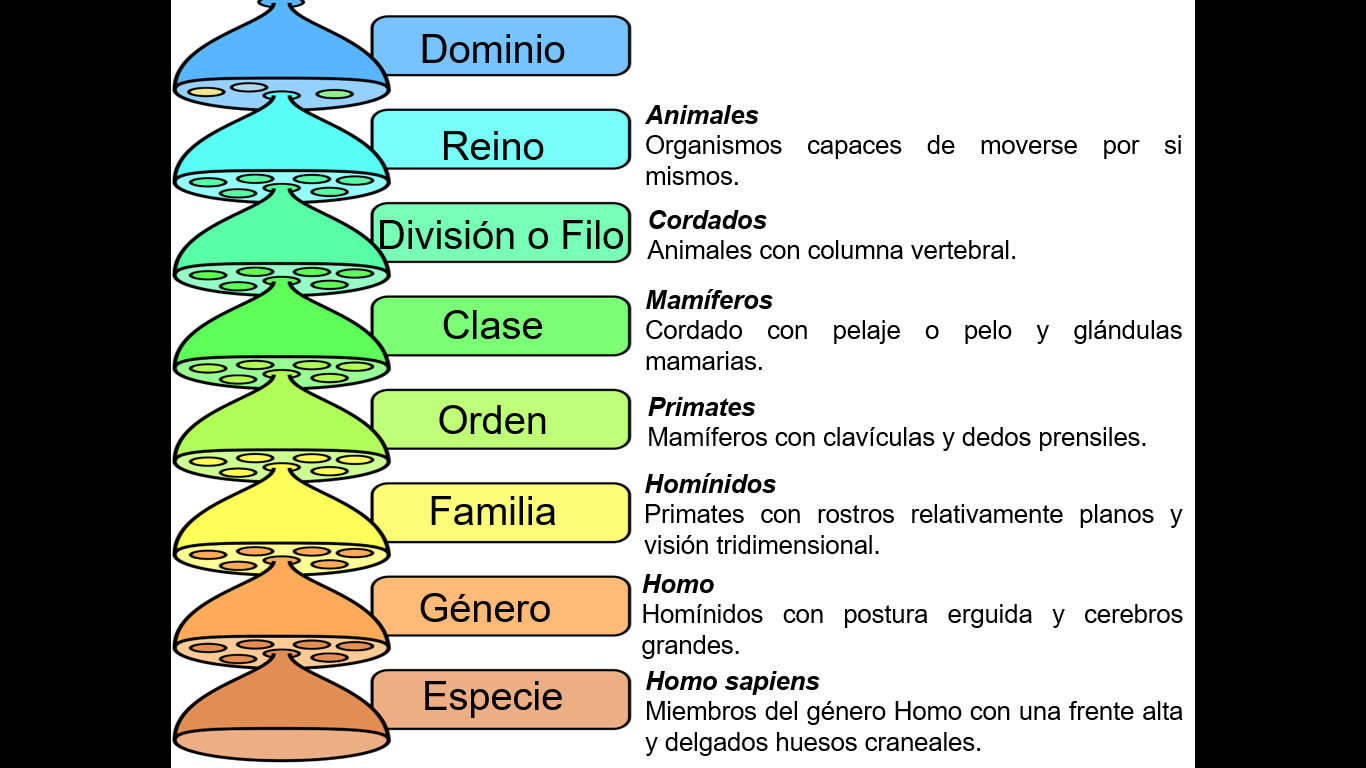 Dominio
Reino
Animales
Organismos capaces de moverse por si
mismos.
División o Filo
Cordados
Animales con columna vertebral.
Clase
Mamíferos
Cordado con pelaje o pelo y glándulas
mamarias.
Orden
Primates
Mamíferos con clavículas y dedos prensiles.
Familia
Homínidos
Primates con rostros relativamente planos y
visión tridimensional.
Género
Homo
Homínidos con postura erguida y cerebros
grandes.
Especie
Homo sapiens
Miembros del género Homo con una frente alta
y delgados huesos craneales.